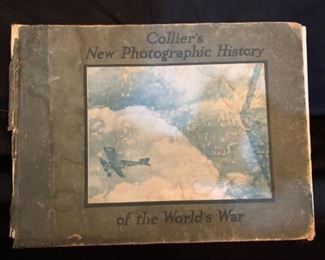 Collier's
New Photographic History
of the World's War